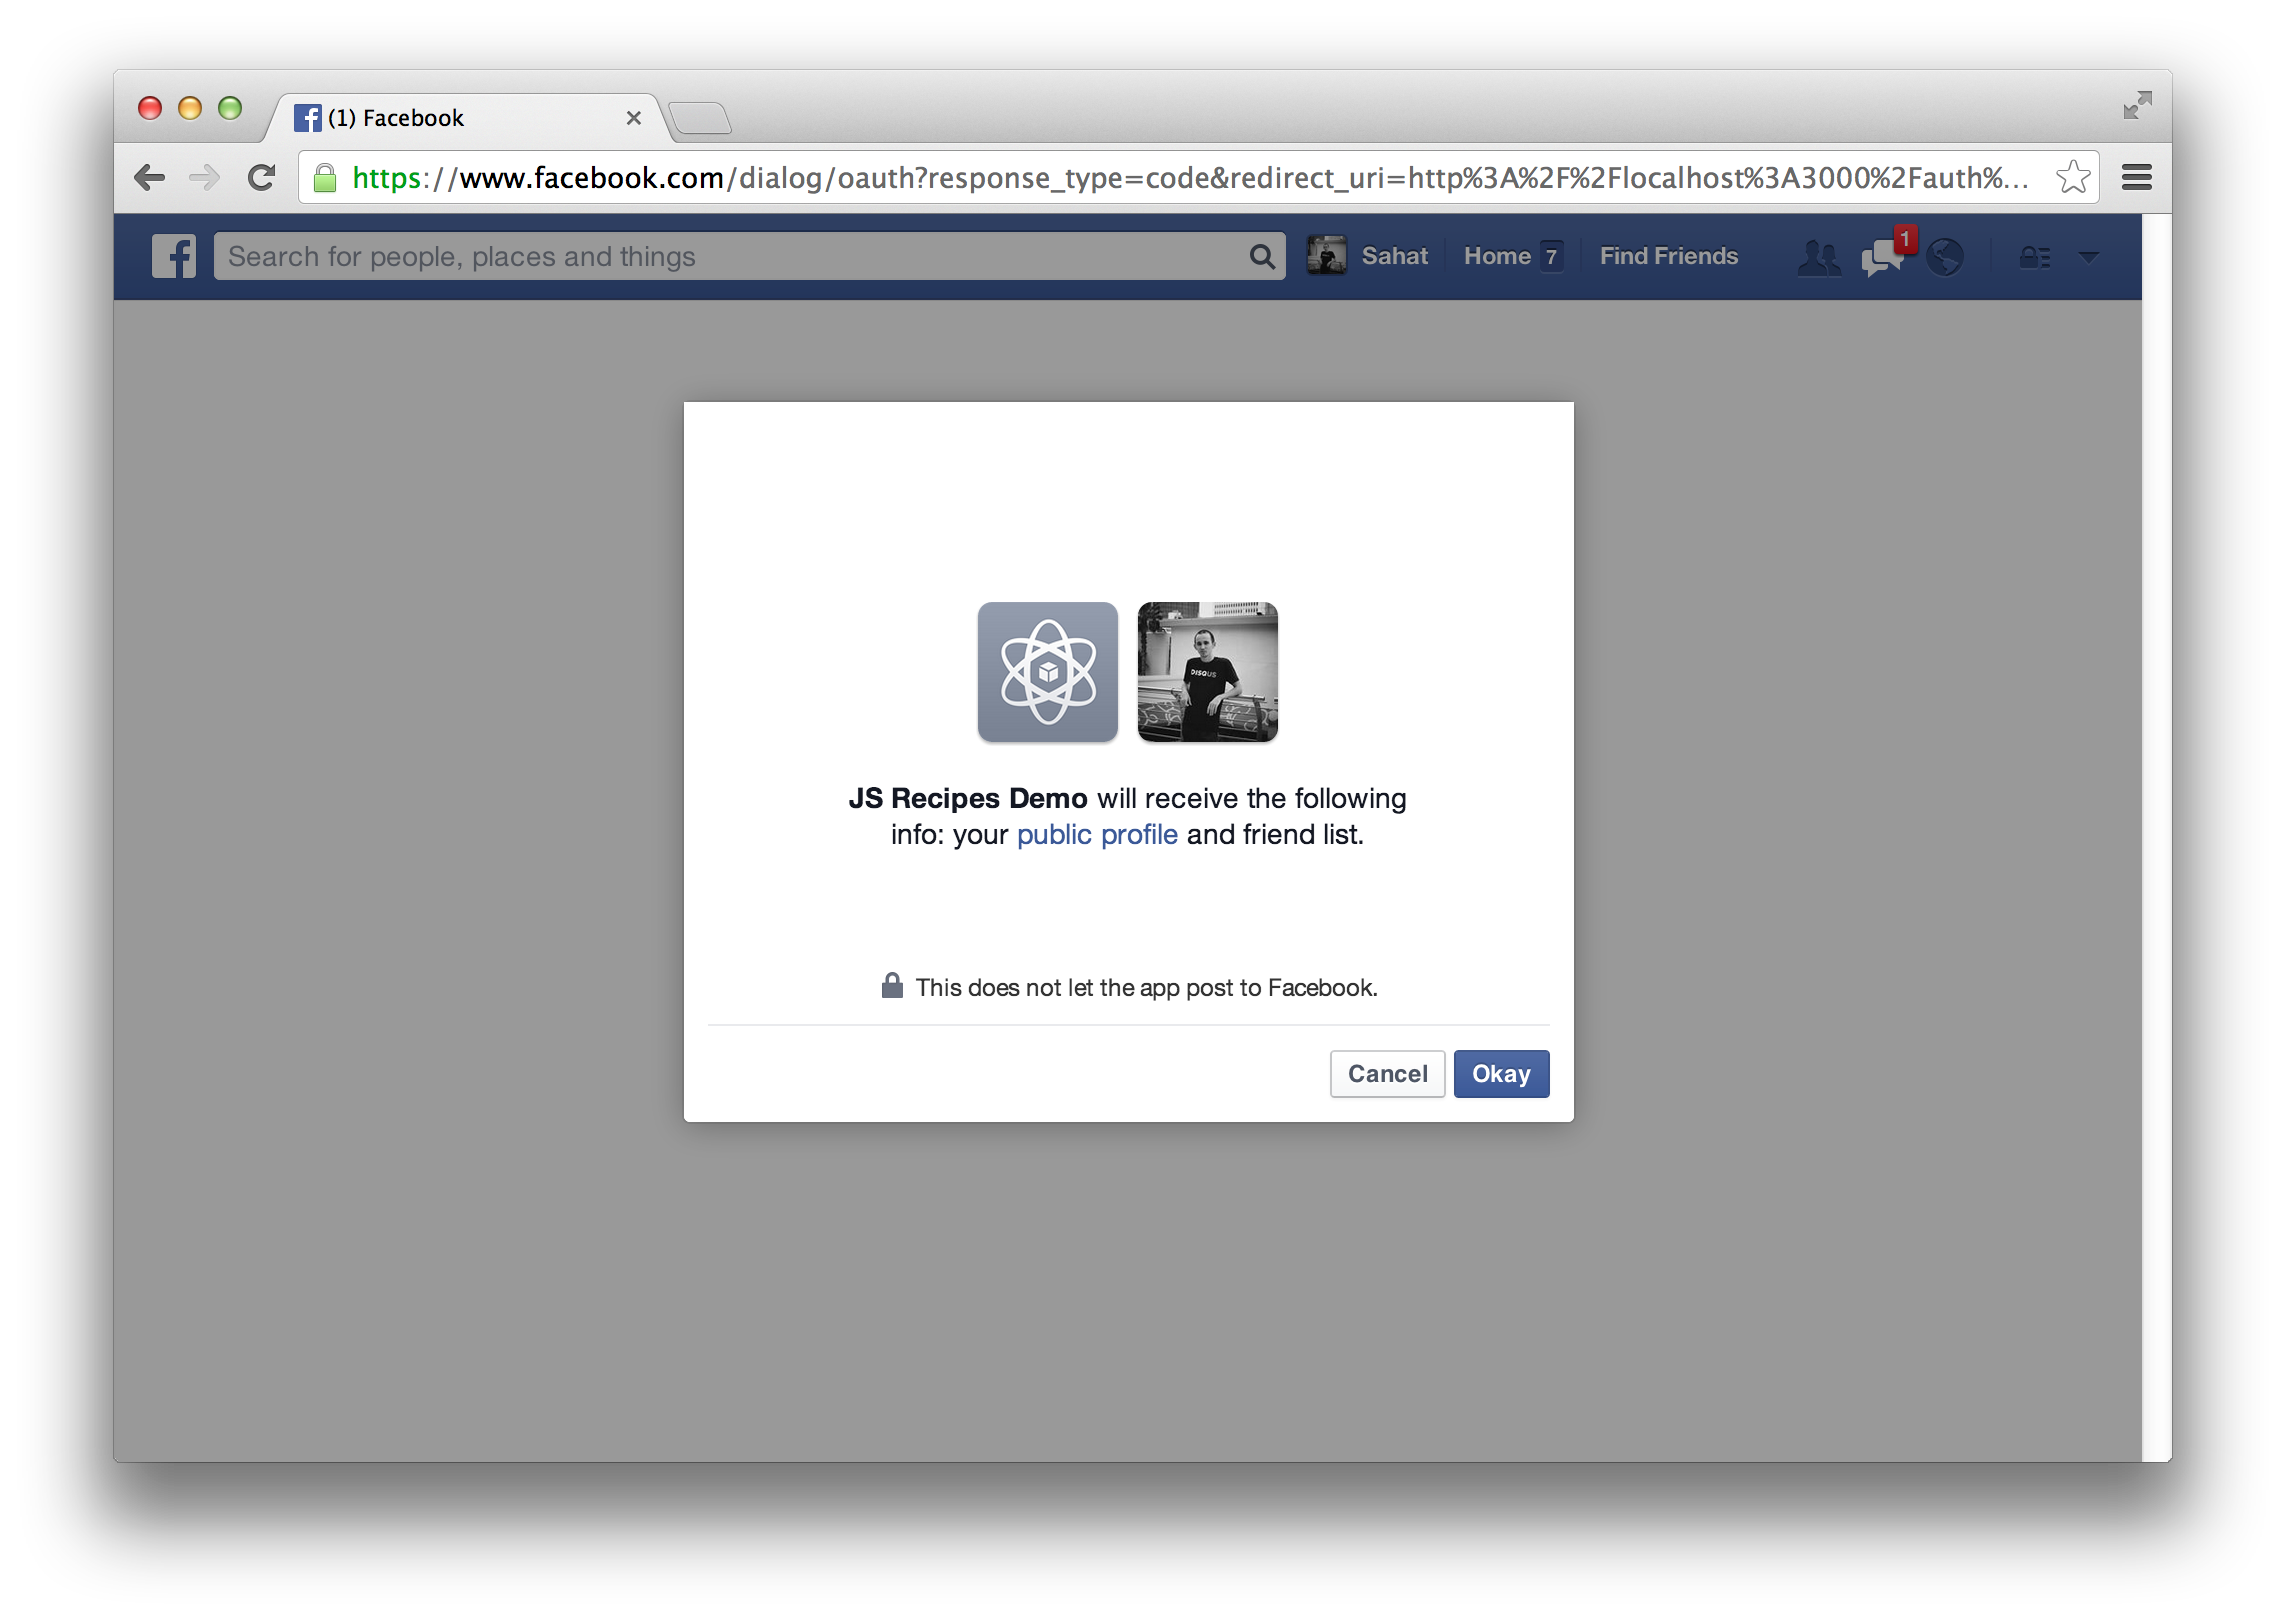 (1) Facebook
https://www.facebook.com/dialog/oauth?response_type=code&redirect_uri=http%3A%2F%2Flocalhost%3A3000%2Fauth%...
Search for people, places and things
Sahat
Home 7
Find Friends
1
DISQUS
JS Recipes Demo will receive the following
info: your public profile and friend list.
This does not let the app post to Facebook.
Cancel
Okay